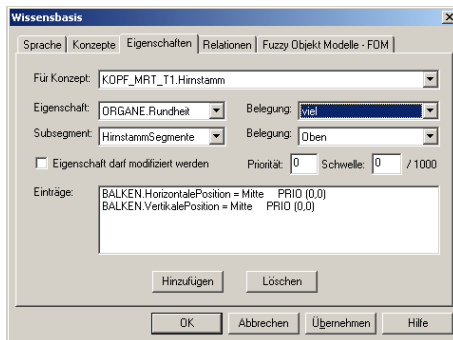 Wissensbasis
Sprache Konzepte Eigenschaften Relationen Fuzzy Objekt Modelle - FOM
Für Konzept: KOPF_MRT_T1.Hirnstamm
Eigenschaft: ORGANE.Rundheit Belegung: viel
Subsegment: HirnstammSegmente Belegung: Oben
Eigenschaft darf modifiziert werden Priorität: 0 Schwelle: 0 / 1000
Einträge: BALKEN.HorizontalePosition = Mitte PRIO (0,0)
BALKEN.VertikalePosition = Mitte PRIO (0,0)
Hinzufügen Löschen
OK Abbrechen Übernehmen Hilfe